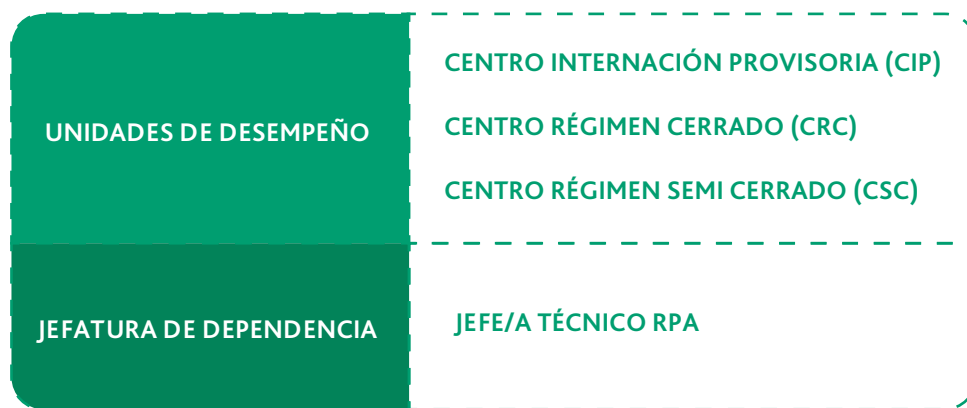 UNIDADES DE DESEMPEÑO
CENTRO INTERNACIÓN PROVISORIA (CIP)
CENTRO RÉGIMEN CERRADO (CRC)
CENTRO RÉGIMEN SEMI CERRADO (CSC)
JEFATURA DE DEPENDENCIA
JEFE/A TÉCNICO RPA